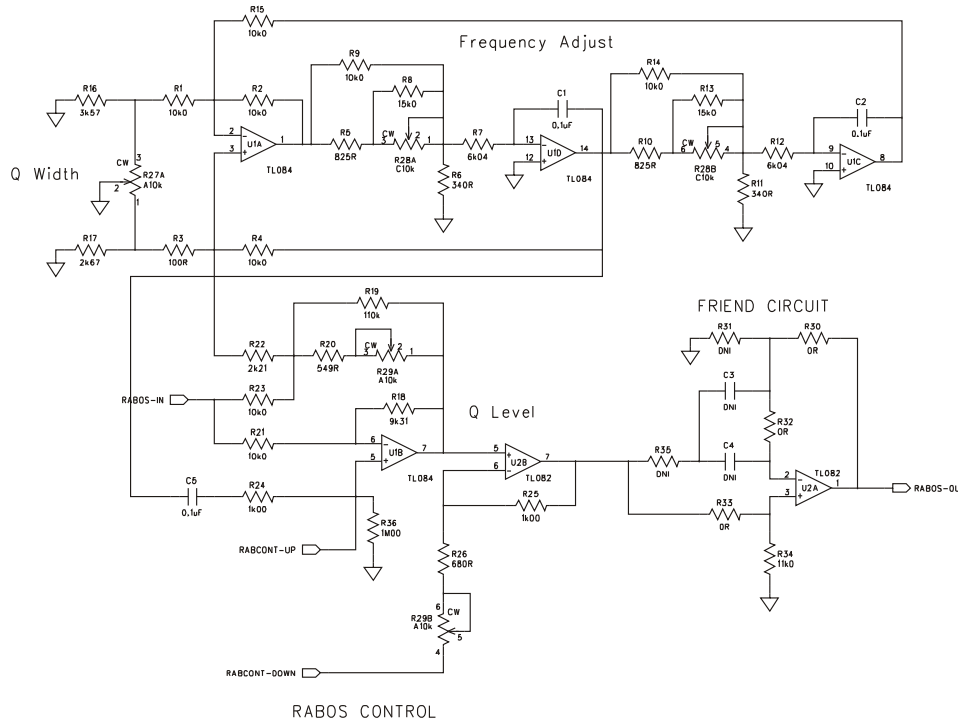 R15
10k0
Frequency Adjust
R9
10k0
R14
10k0
R16
3k57
R1
10k0
R2
10k0
R8
15k0
C1
0.1uF
R13
15k0
C2
0.1uF
2
3
U1A
1
TL084
R5
825R
CW
3
2
1
R28A
C10k
R7
6k04
13
12
U1D
14
TL084
R10
825R
CW
6
5
4
R28B
C10k
R12
6k04
9
10
U1C
8
TL084
Q Width
CW
3
2
R27A
A10k
1
R6
340R
R11
340R
R17
2k67
R3
100R
R4
10k0
R19
110k
FRIEND CIRCUIT
R31
DNI
R30
0R
R22
2k21
R20
549R
CW
3
2
1
R29A
A10k
C3
DNI
RABOS-IN
R23
10k0
R18
9k31
Q Level
R32
0R
R21
10k0
6
5
U1B
7
TL084
5
6
U2B
7
TL082
R35
DNI
C4
DNI
TL082
2
3
U2A
1
RABOS-OU
C5
0.1uF
R24
1k00
R25
1k00
R33
0R
R36
1M00
RABCONT-UP
R26
680R
R34
11k0
6
CW
R29B
A10k
5
4
RABCONT-DOWN
RABOS CONTROL